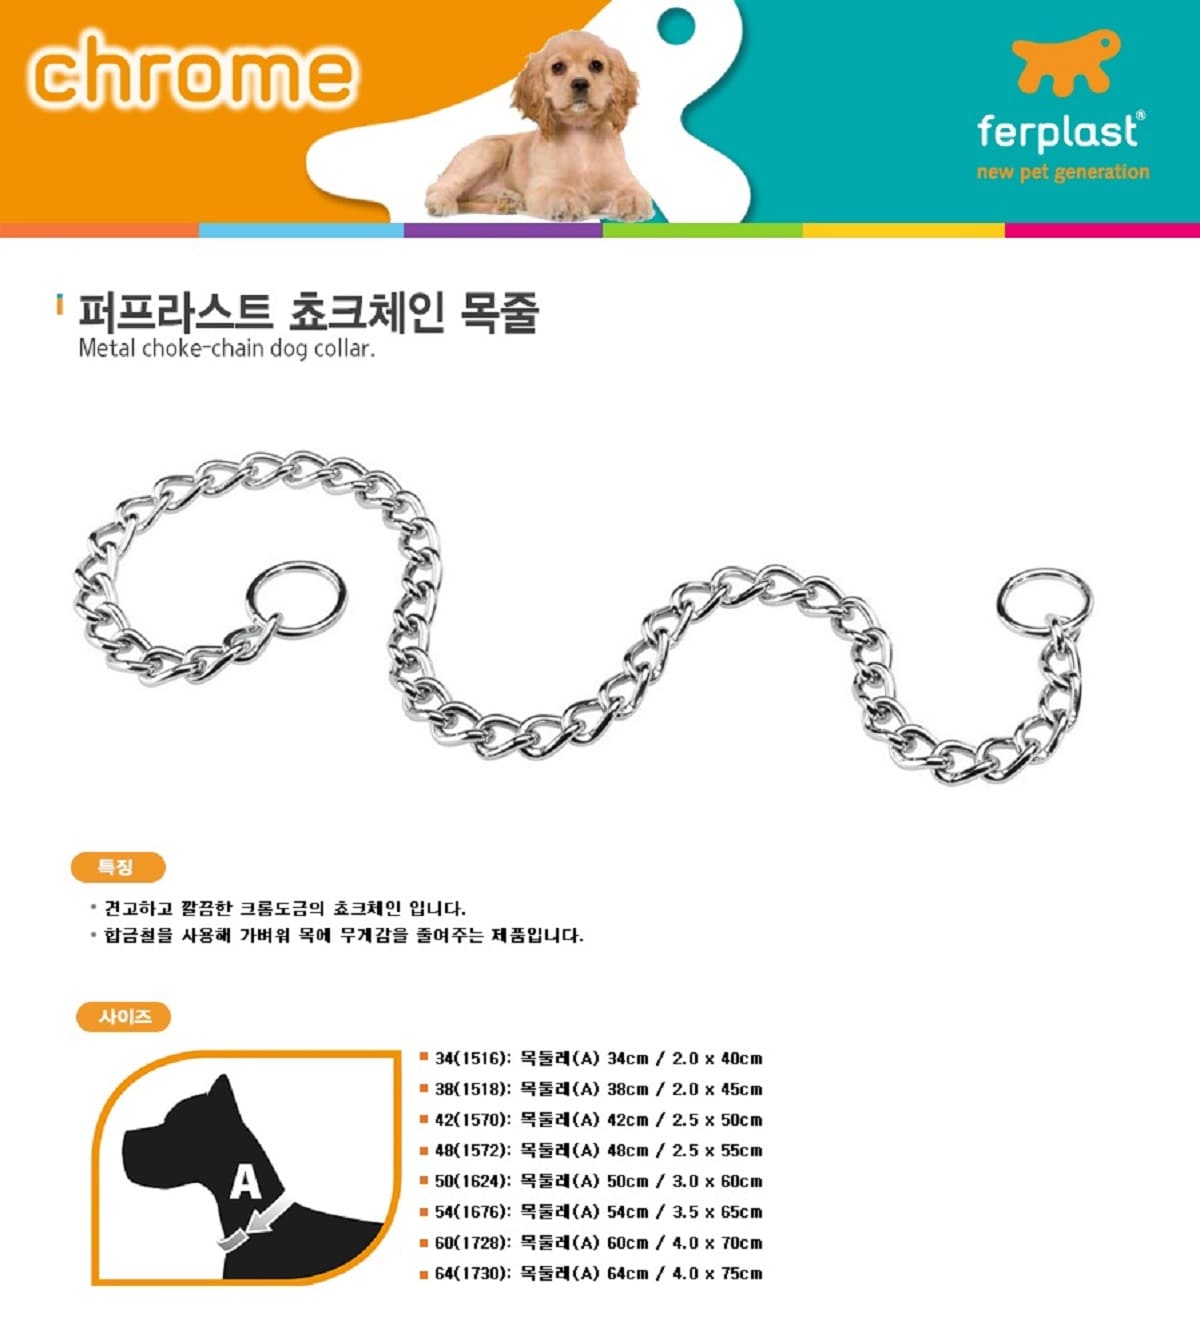 chrome
ferplast®
new pet generation
퍼프라스트 쵸크체인 목줄
Metal choke-chain dog collar.
특징
• 견고하고 깔끔한 크롬도금의 쵸크체인 입니다.
• 합금철을 사용해 가벼워 목에 무게감을 줄여주는 제품입니다.
사이즈
A
34(1516): 목둘레(A) 34cm / 2.0 x 40cm
38(1518): 목둘레(A) 38cm / 2.0 x 45cm
42(1570): 목둘레(A) 42cm / 2.5 x 50cm
48(1572): 목둘레(A) 48cm / 2.5 x 55cm
50(1624): 목둘레(A) 50cm / 3.0 x 60cm
54(1676): 목둘레(A) 54cm / 3.5 x 65cm
60(1728): 목둘레(A) 60cm / 4.0 x 70cm
64(1730): 목둘레(A) 64cm / 4.0 x 75cm